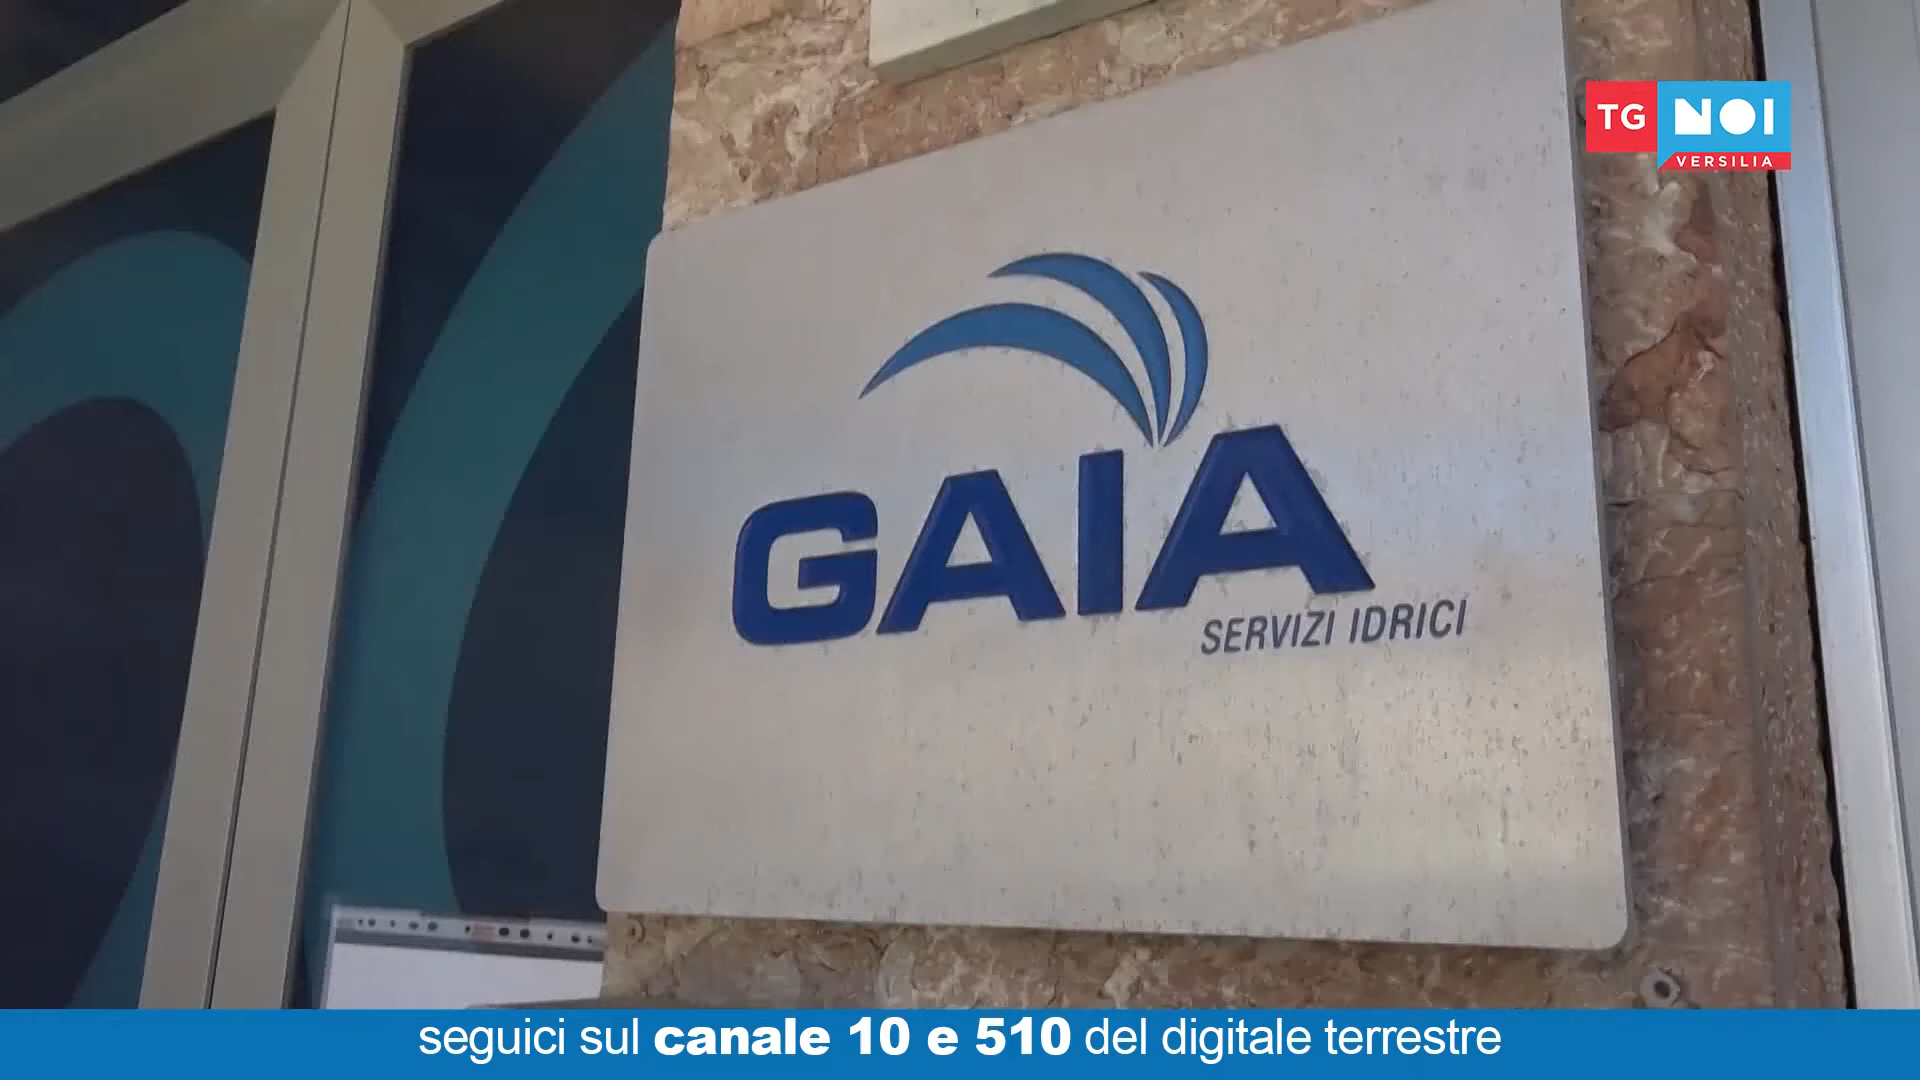 TG NOI
VERSILIA
GAIA
SERVIZI IDRICI
seguici sul canale 10 e 510 del digitale terrestre